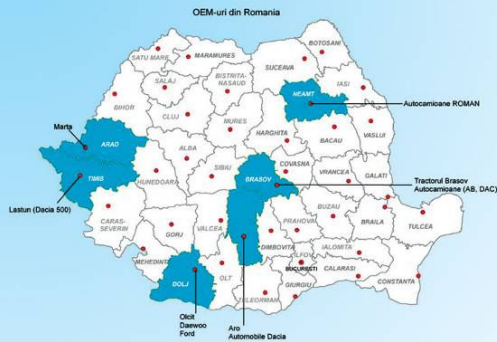 OEM-uri din Romania
BOTOSANI
SATU MARE
MARAMURES
SUCEAVA
SALAJ
BISTRITA-
NASAUD
IASI
NEAMT
Autocamioane ROMAN
BIHOR
CLUJ
MURES
HARGHITA
BACAU
VASLUI
Marta
ARAD
ALBA
SIBIU
COVASNA
VRANCEA
GALATI
TIMIS
HUNEDOARA
BRASOV
Tractorul Brasov
Autocamioane (AB, DAC)
Lastun (Dacia 500)
CARAS-
SEVERIN
GORJ
VALCEA
PRAHOVA
BUZAU
BRAILA
TULCEA
DIMBOVITA
IALOMITA
MEHEDINTI
ILFOV
BUCURESTI
OLT
CALARASI
CONSTANTA
DOLJ
GIURGIU
TELEORMAN
Olcit
Daewoo
Ford
Aro
Automobile Dacia